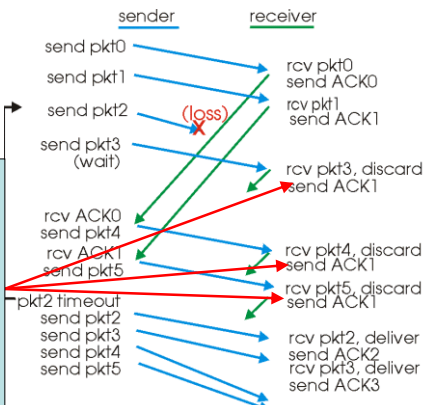 sender
receiver
send pkt0
send pkt1
send pkt2
send pkt3
(wait)
(loss)
X
rcv pkt0
send ACK0
rcv pkt1
send ACK1
rcv pkt3, discard
send ACK1
rcv ACK0
send pkt4
rcv ACK1
send pkt5
pkt2 timeout
send pkt2
send pkt3
send pkt4
send pkt5
rcv pkt4, discard
send ACK1
rcv pkt5, discard
send ACK1
rcv pkt2, deliver
send ACK2
rcv pkt3, deliver
send ACK3